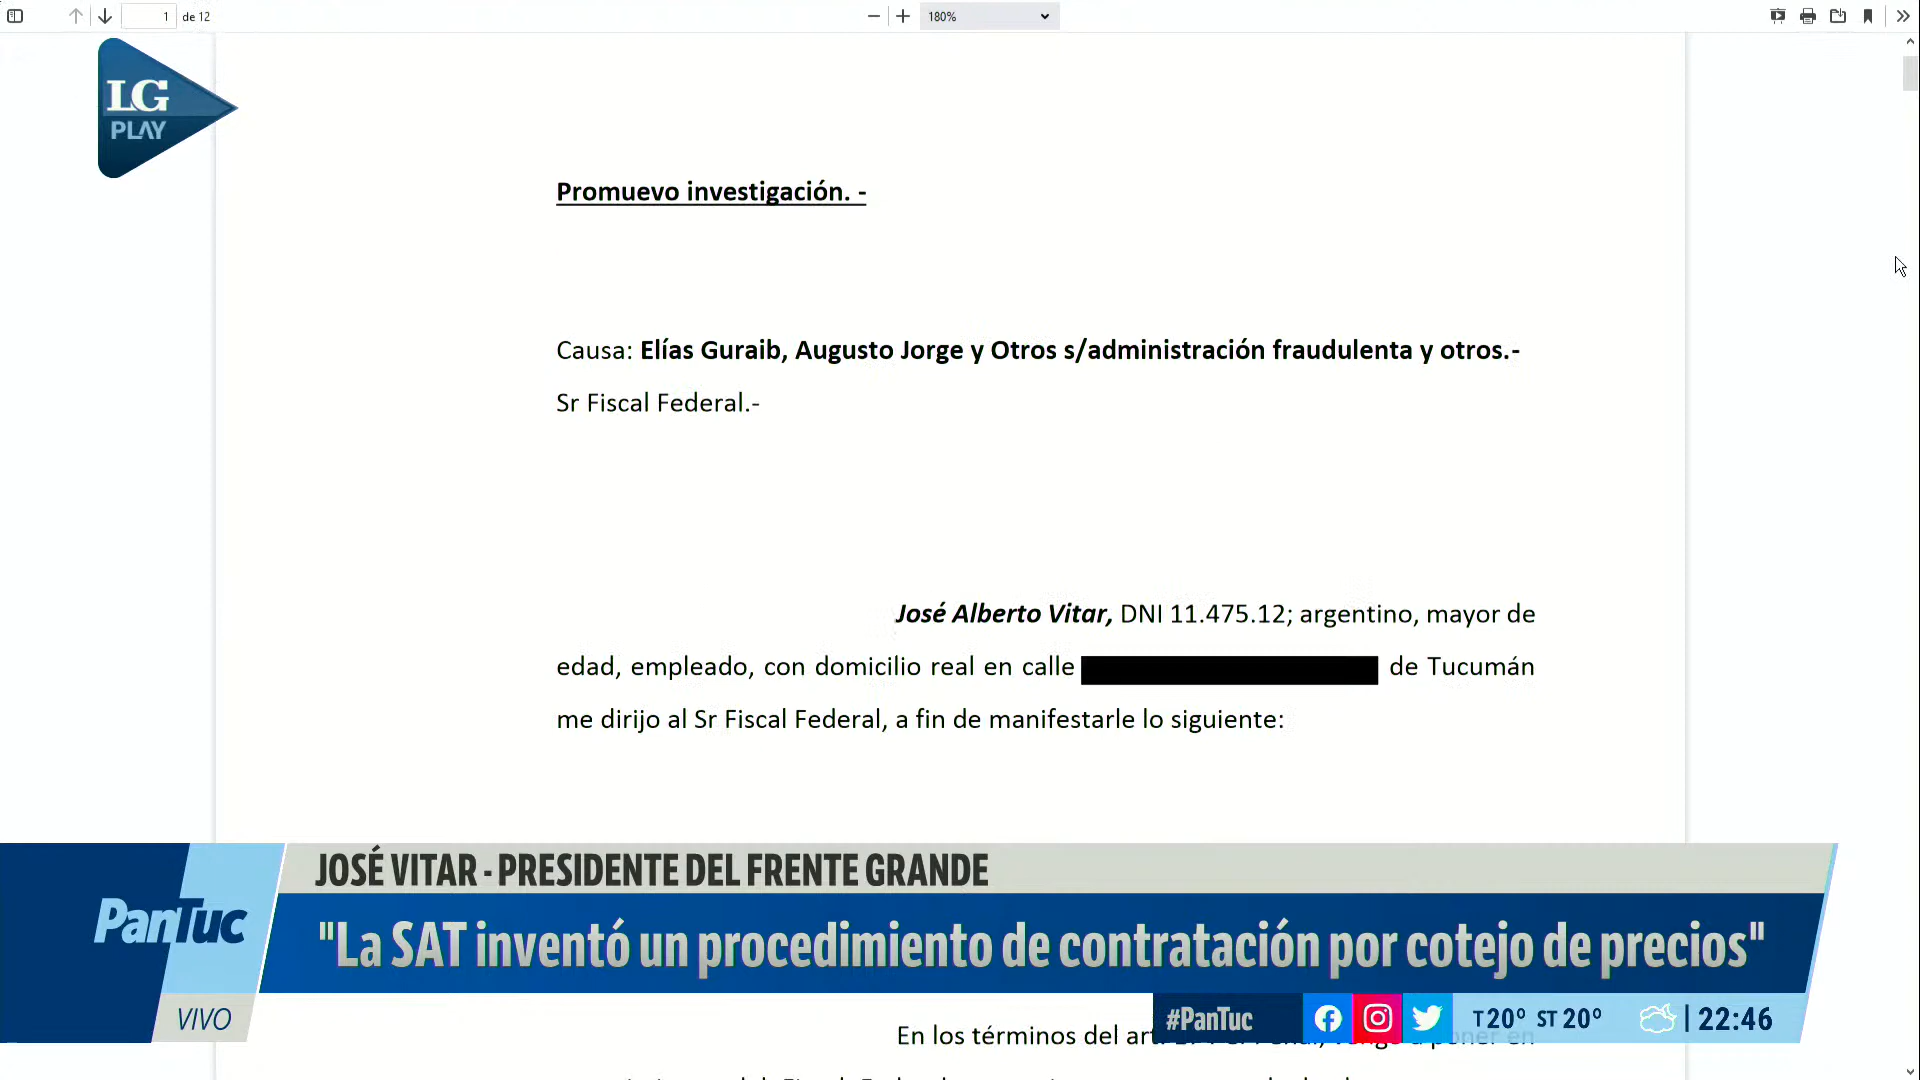 1 de 12
180%
LG
PLAY
Promuevo investigación. -
Causa: Elías Guraib, Augusto Jorge y Otros s/administración fraudulenta y otros.-
Sr Fiscal Federal.-
José Alberto Vitar, DNI 11.475.12; argentino, mayor de
edad, empleado, con domicilio real en calle de Tucumán
me dirijo al Sr Fiscal Federal, a fin de manifestarle lo siguiente:
JOSÉ VITAR - PRESIDENTE DEL FRENTE GRANDE
PanTuc
"La SAT inventó un procedimiento de contratación por cotejo de precios"
VIVO
#PanTuc
T20º ST 20º
22:46
En los términos del art. poner en